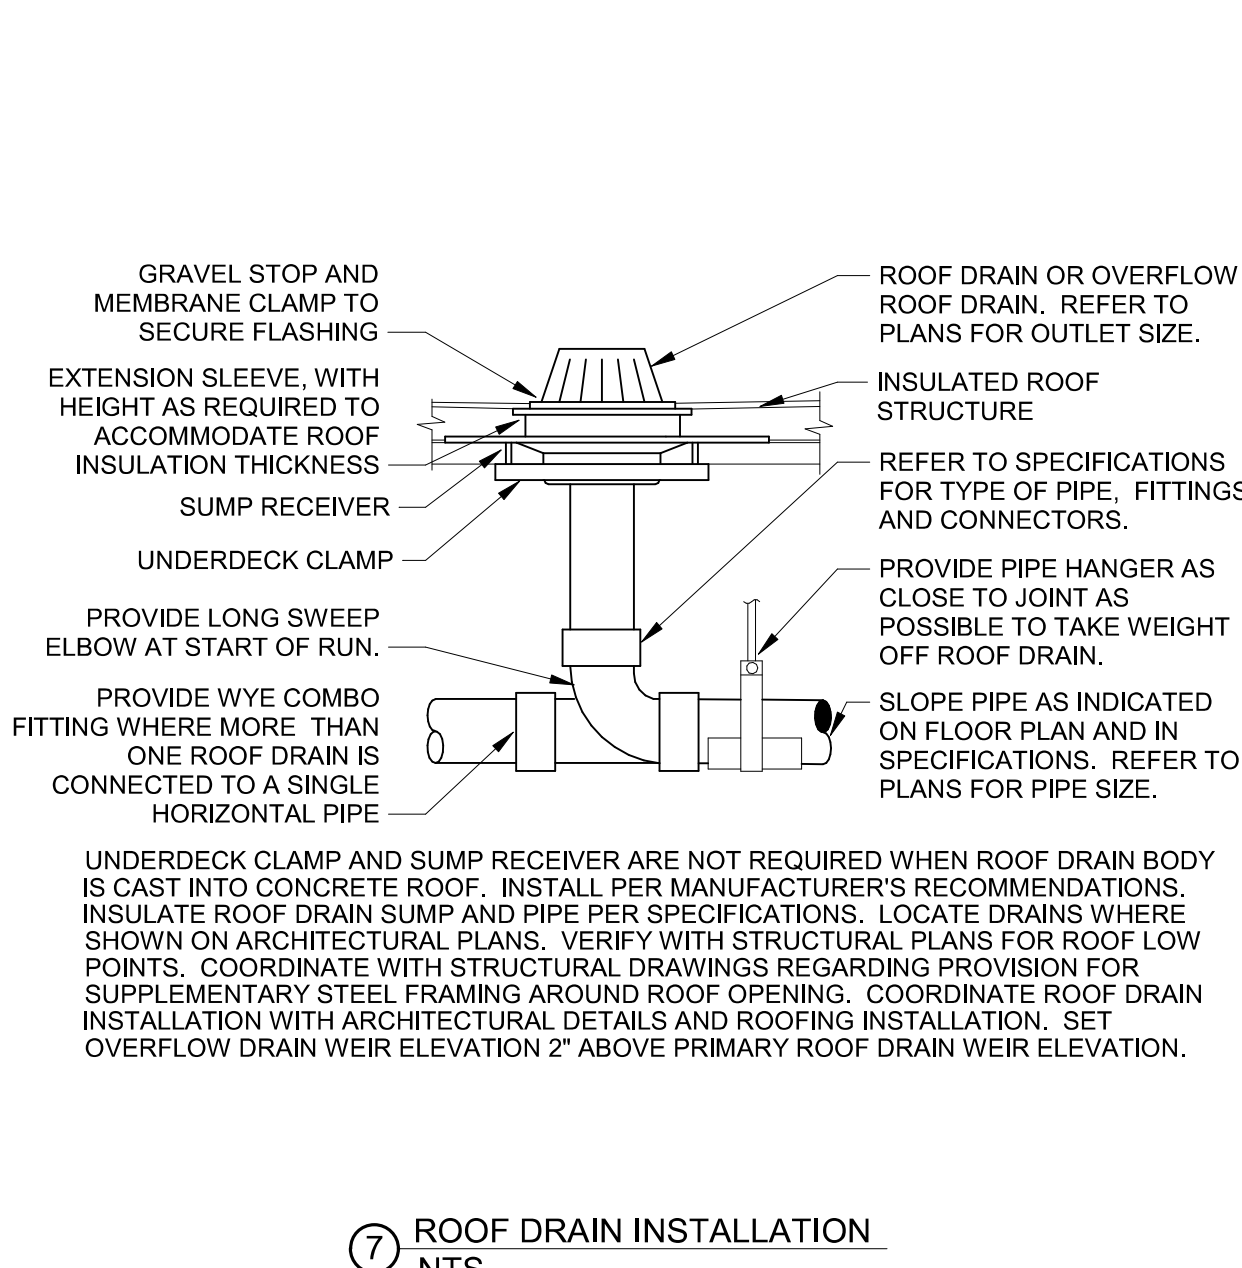 GRAVEL STOP AND
MEMBRANE CLAMP TO
SECURE FLASHING
EXTENSION SLEEVE, WITH
HEIGHT AS REQUIRED TO
ACCOMMODATE ROOF
INSULATION THICKNESS
SUMP RECEIVER
UNDERDECK CLAMP
PROVIDE LONG SWEEP
ELBOW AT START OF RUN.
PROVIDE WYE COMBO
FITTING WHERE MORE THAN
ONE ROOF DRAIN IS
CONNECTED TO A SINGLE
HORIZONTAL PIPE
ROOF DRAIN OR OVERFLOW
ROOF DRAIN. REFER TO
PLANS FOR OUTLET SIZE.
INSULATED ROOF
STRUCTURE
REFER TO SPECIFICATIONS
FOR TYPE OF PIPE, FITTINGS
AND CONNECTORS.
PROVIDE PIPE HANGER AS
CLOSE TO JOINT AS
POSSIBLE TO TAKE WEIGHT
OFF ROOF DRAIN.
SLOPE PIPE AS INDICATED
ON FLOOR PLAN AND IN
SPECIFICATIONS. REFER TO
PLANS FOR PIPE SIZE.
UNDERDECK CLAMP AND SUMP RECEIVER ARE NOT REQUIRED WHEN ROOF DRAIN BODY
IS CAST INTO CONCRETE ROOF. INSTALL PER MANUFACTURER'S RECOMMENDATIONS.
INSULATE ROOF DRAIN SUMP AND PIPE PER SPECIFICATIONS. LOCATE DRAINS WHERE
SHOWN ON ARCHITECTURAL PLANS. VERIFY WITH STRUCTURAL PLANS FOR ROOF LOW
POINTS. COORDINATE WITH STRUCTURAL DRAWINGS REGARDING PROVISION FOR
SUPPLEMENTARY STEEL FRAMING AROUND ROOF OPENING. COORDINATE ROOF DRAIN
INSTALLATION WITH ARCHITECTURAL DETAILS AND ROOFING INSTALLATION. SET
OVERFLOW DRAIN WEIR ELEVATION 2" ABOVE PRIMARY ROOF DRAIN WEIR ELEVATION.
7 ROOF DRAIN INSTALLATION
NTS